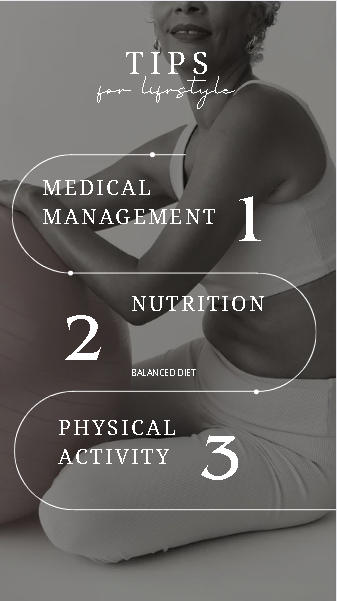 TIPS
for lifestyle
MEDICAL
MANAGEMENT
1
NUTRITION
2
BALANCED DIET
PHYSICAL
ACTIVITY
3